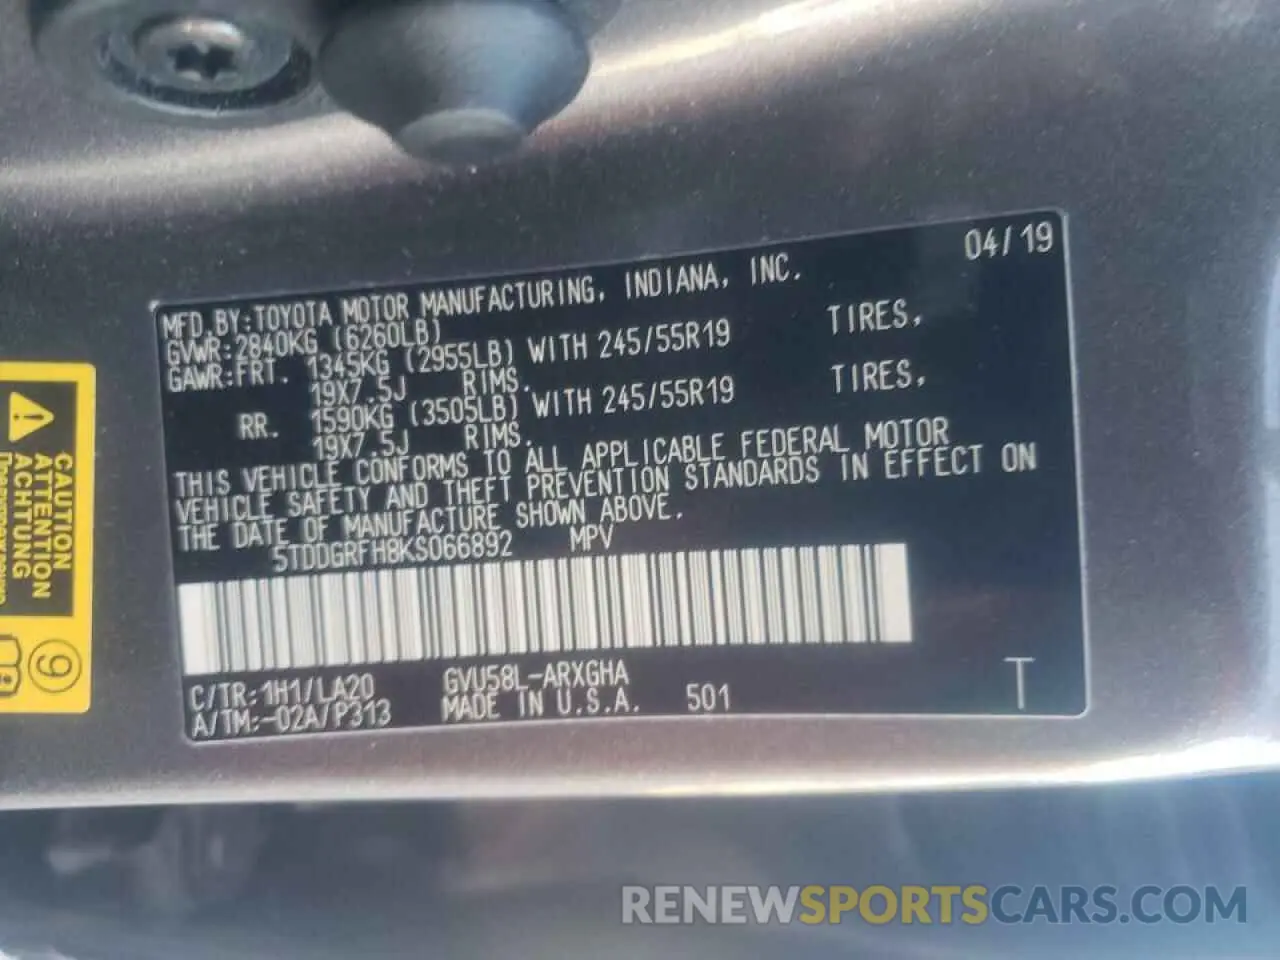 04/19
MFD.BY:TOYOTA MOTOR MANUFACTURING, INDIANA, INC.
GVWR:2840KG (6260LB)
GAWR:FRT. 1345KG (2955LB) WITH 245/55R19 TIRES,
19X7.5J RIMS.
RR. 1590KG (3505LB) WITH 245/55R19 TIRES,
19X7.5J RIMS.
THIS VEHICLE CONFORMS TO ALL APPLICABLE FEDERAL MOTOR
VEHICLE SAFETY AND THEFT PREVENTION STANDARDS IN EFFECT ON
THE DATE OF MANUFACTURE SHOWN ABOVE.
5TDDGRFH8KS066892 MPV
C/TR:1H1/LA20 GVU58L-ARXGHA
A/TM:-02A/P313 MADE IN U.S.A. 501
T
CAUTION
ATTENTION
ACHTUNG
9
RENEWSPORTSCARS.COM